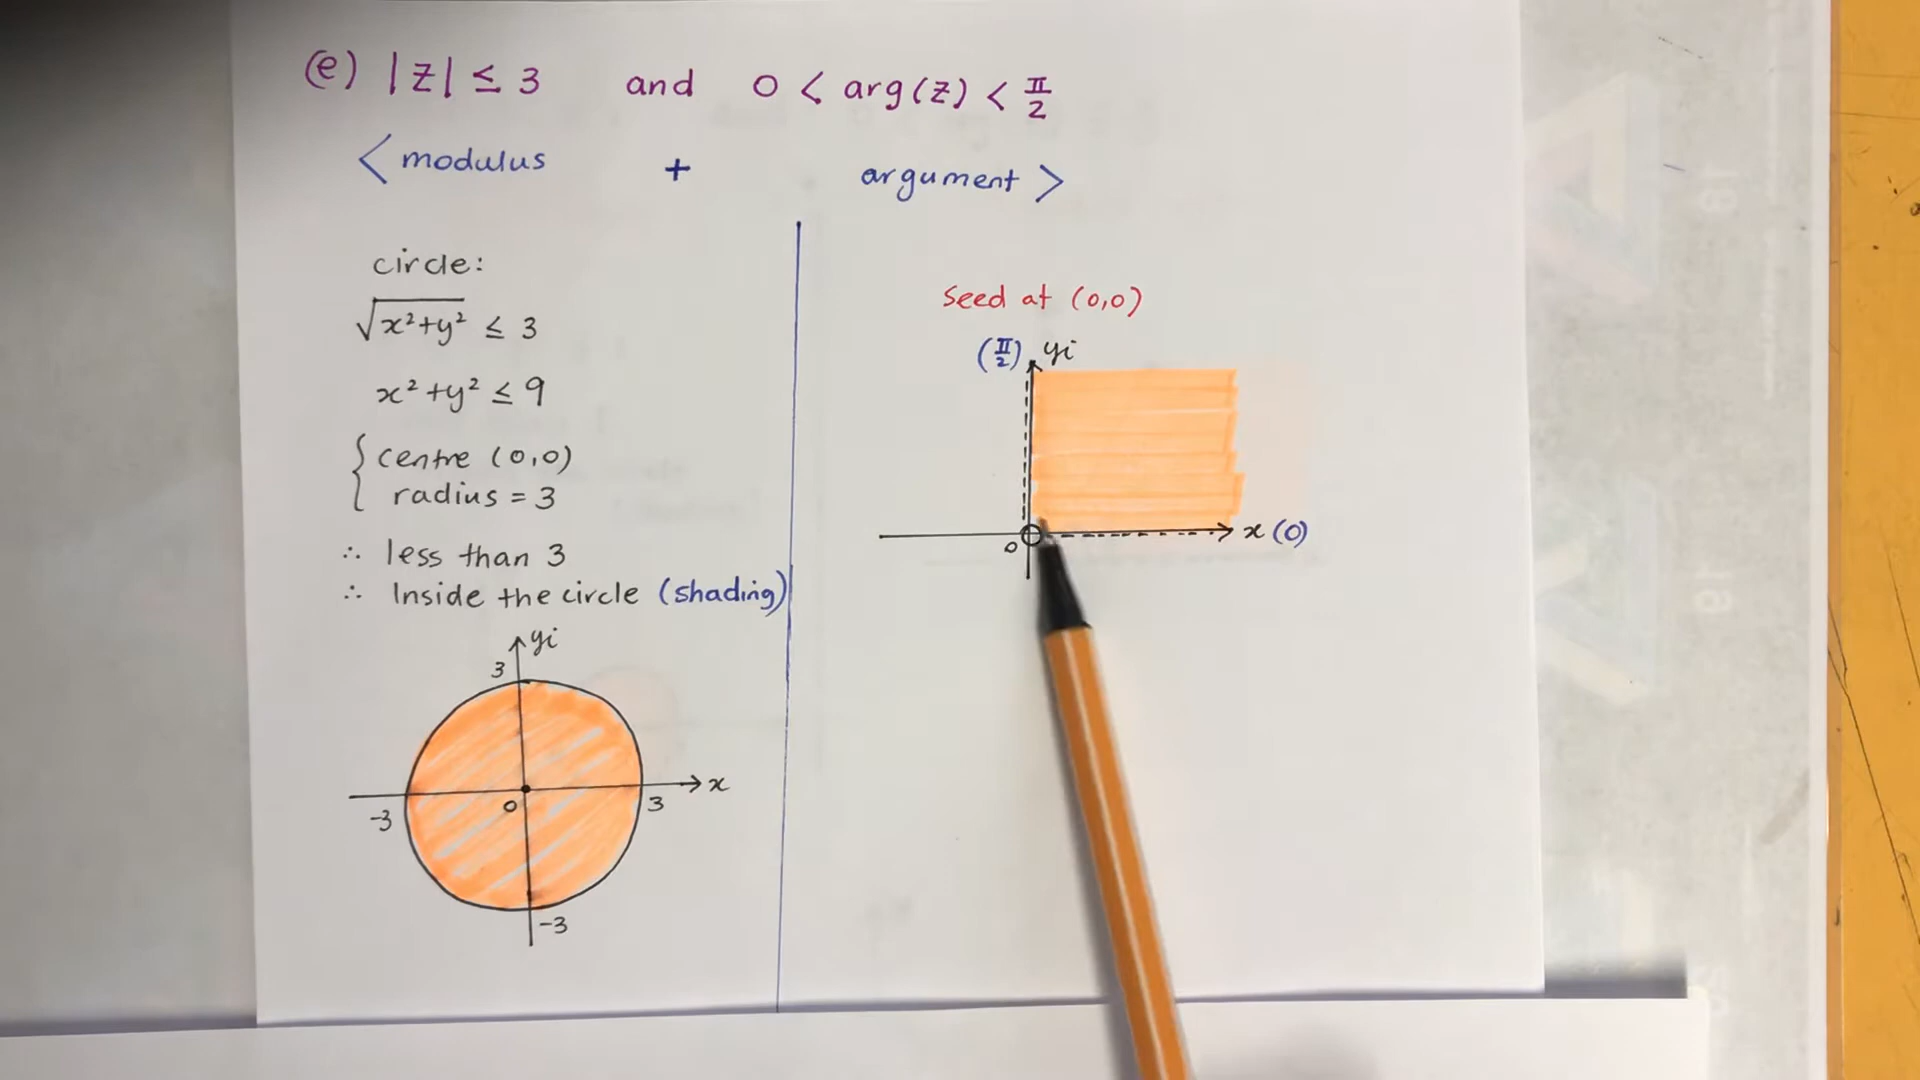 (e) |z| ≤ 3 and 0 < arg(z) < π/2
< modulus + argument >
circle:
√x²+y² ≤ 3
x²+y² ≤ 9
{ centre (0,0)
radius = 3
∴ less than 3
∴ Inside the circle (shading)
yi
3
x
-3
0
3
-3
Seed at (0,0)
(π/2) yi
0
x (0)